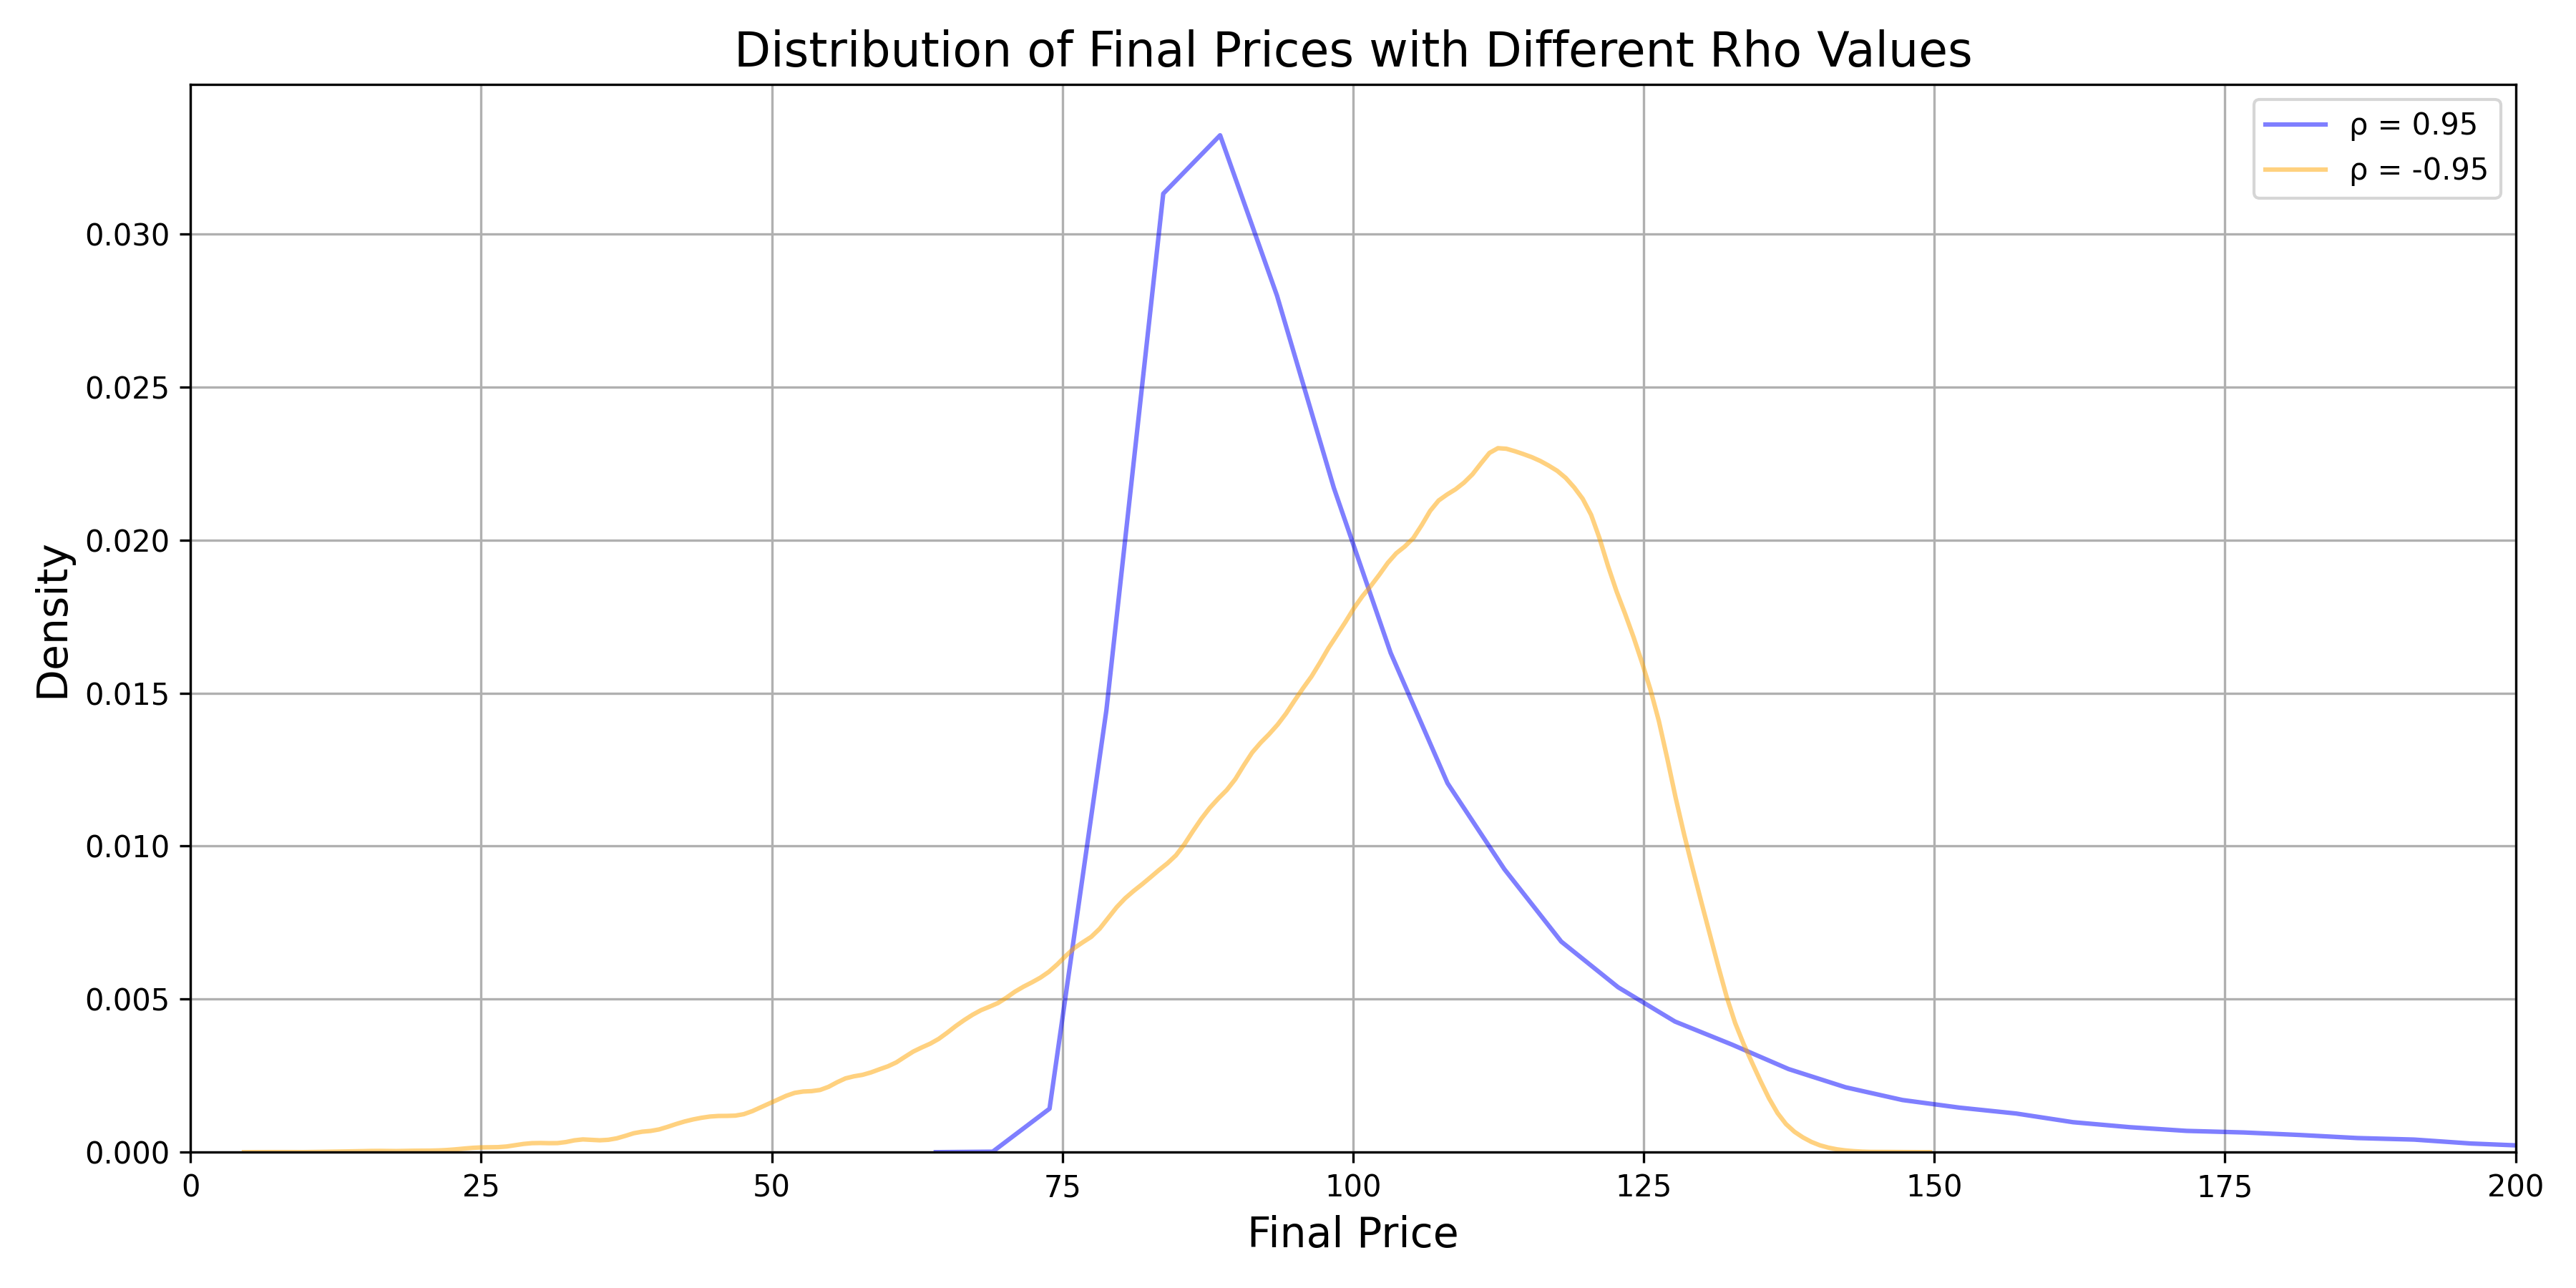 Distribution of Final Prices with Different Rho Values
ρ = 0.95
ρ = -0.95
Density
0.030
0.025
0.020
0.015
0.010
0.005
0.000
0 25 50 75 100 125 150 175 200
Final Price